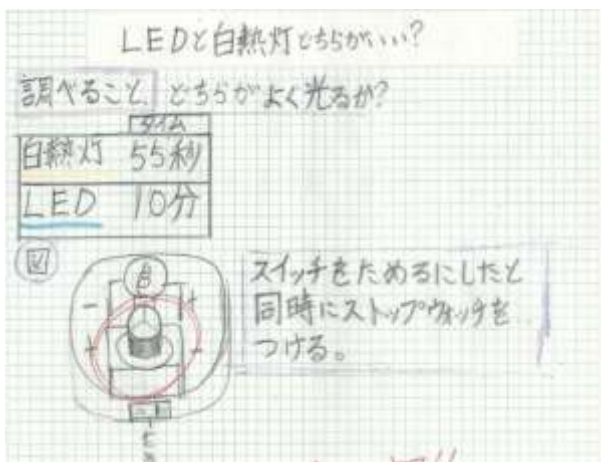 LEDと白熱灯どちらがいい?
調べること、どちらがよく光るか?
タイム
白熱灯 55秒
LED 10分
図
スイッチをためるにしたと
同時にストップウォッチを
つける。
- +
+ -